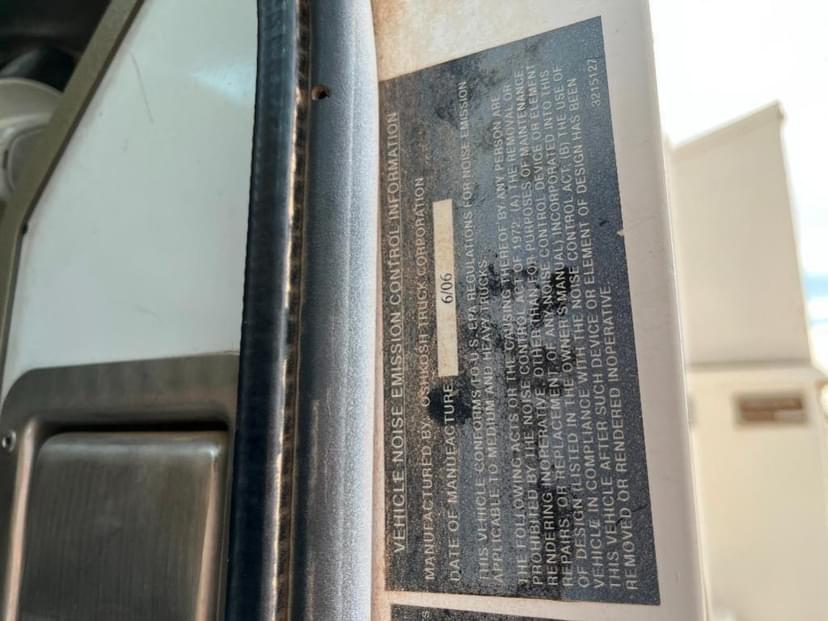 VEHICLE NOISE EMISSION CONTROL INFORMATION
MANUFACTURED BY OSHKOSH TRUCK CORPORATION
DATE OF MANUFACTURE 6/06
THIS VEHICLE CONFORMS TO U.S. EPA REGULATIONS FOR NOISE EMISSION
APPLICABLE TO MEDIUM AND HEAVY TRUCKS.
THE FOLLOWING ACTS OR THE CAUSING THEREOF BY ANY PERSON ARE
PROHIBITED BY THE NOISE CONTROL ACT OF 1972: (A) THE REMOVAL OR
RENDERING INOPERATIVE, OTHER THAN FOR PURPOSES OF MAINTENANCE,
REPAIRS, OR REPLACEMENT, OF ANY NOISE CONTROL DEVICE OR ELEMENT
OF DESIGN (LISTED IN THE OWNER'S MANUAL) INCORPORATED INTO THIS
VEHICLE IN COMPLIANCE WITH THE NOISE CONTROL ACT; (B) THE USE OF
THIS VEHICLE AFTER SUCH DEVICE OR ELEMENT OF DESIGN HAS BEEN
REMOVED OR RENDERED INOPERATIVE.
3215127